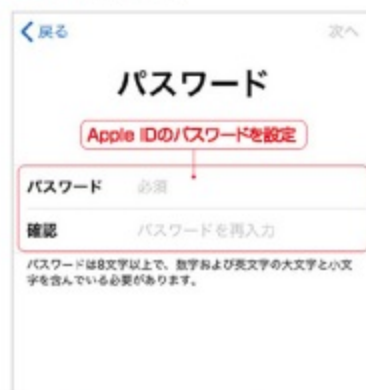 戻る 次へ
パスワード
Apple IDのパスワードを設定
パスワード 必須
確認 パスワードを再入力
パスワードは8文字以上で、数字および英文字の大文字と小文
字を含んでいる必要があります。